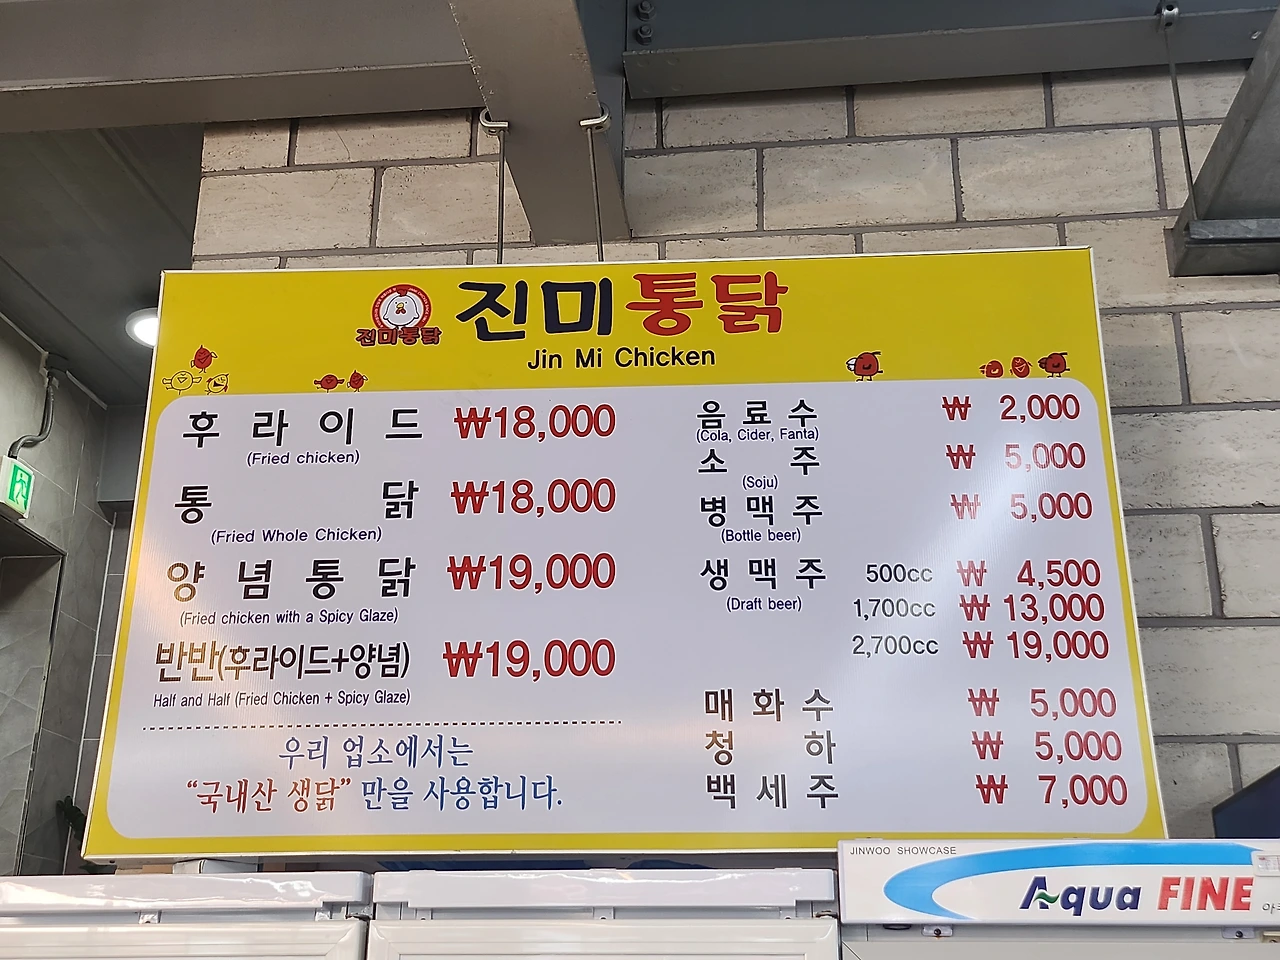 진미통닭
진미통닭
Jin Mi Chicken
후라이드 ₩18,000
(Fried chicken)
통닭 ₩18,000
(Fried Whole Chicken)
양념통닭 ₩19,000
(Fried chicken with a Spicy Glaze)
반반(후라이드+양념) ₩19,000
Half and Half (Fried Chicken + Spicy Glaze)
우리 업소에서는
“국내산 생닭” 만을 사용합니다.
음료수 ₩ 2,000
(Cola, Cider, Fanta)
소주 ₩ 5,000
(Soju)
병맥주 ₩ 5,000
(Bottle beer)
생맥주 500cc ₩ 4,500
(Draft beer) 1,700cc ₩ 13,000
2,700cc ₩ 19,000
매화수 ₩ 5,000
청하 ₩ 5,000
백세주 ₩ 7,000
JINWOO SHOWCASE
Aqua FINE